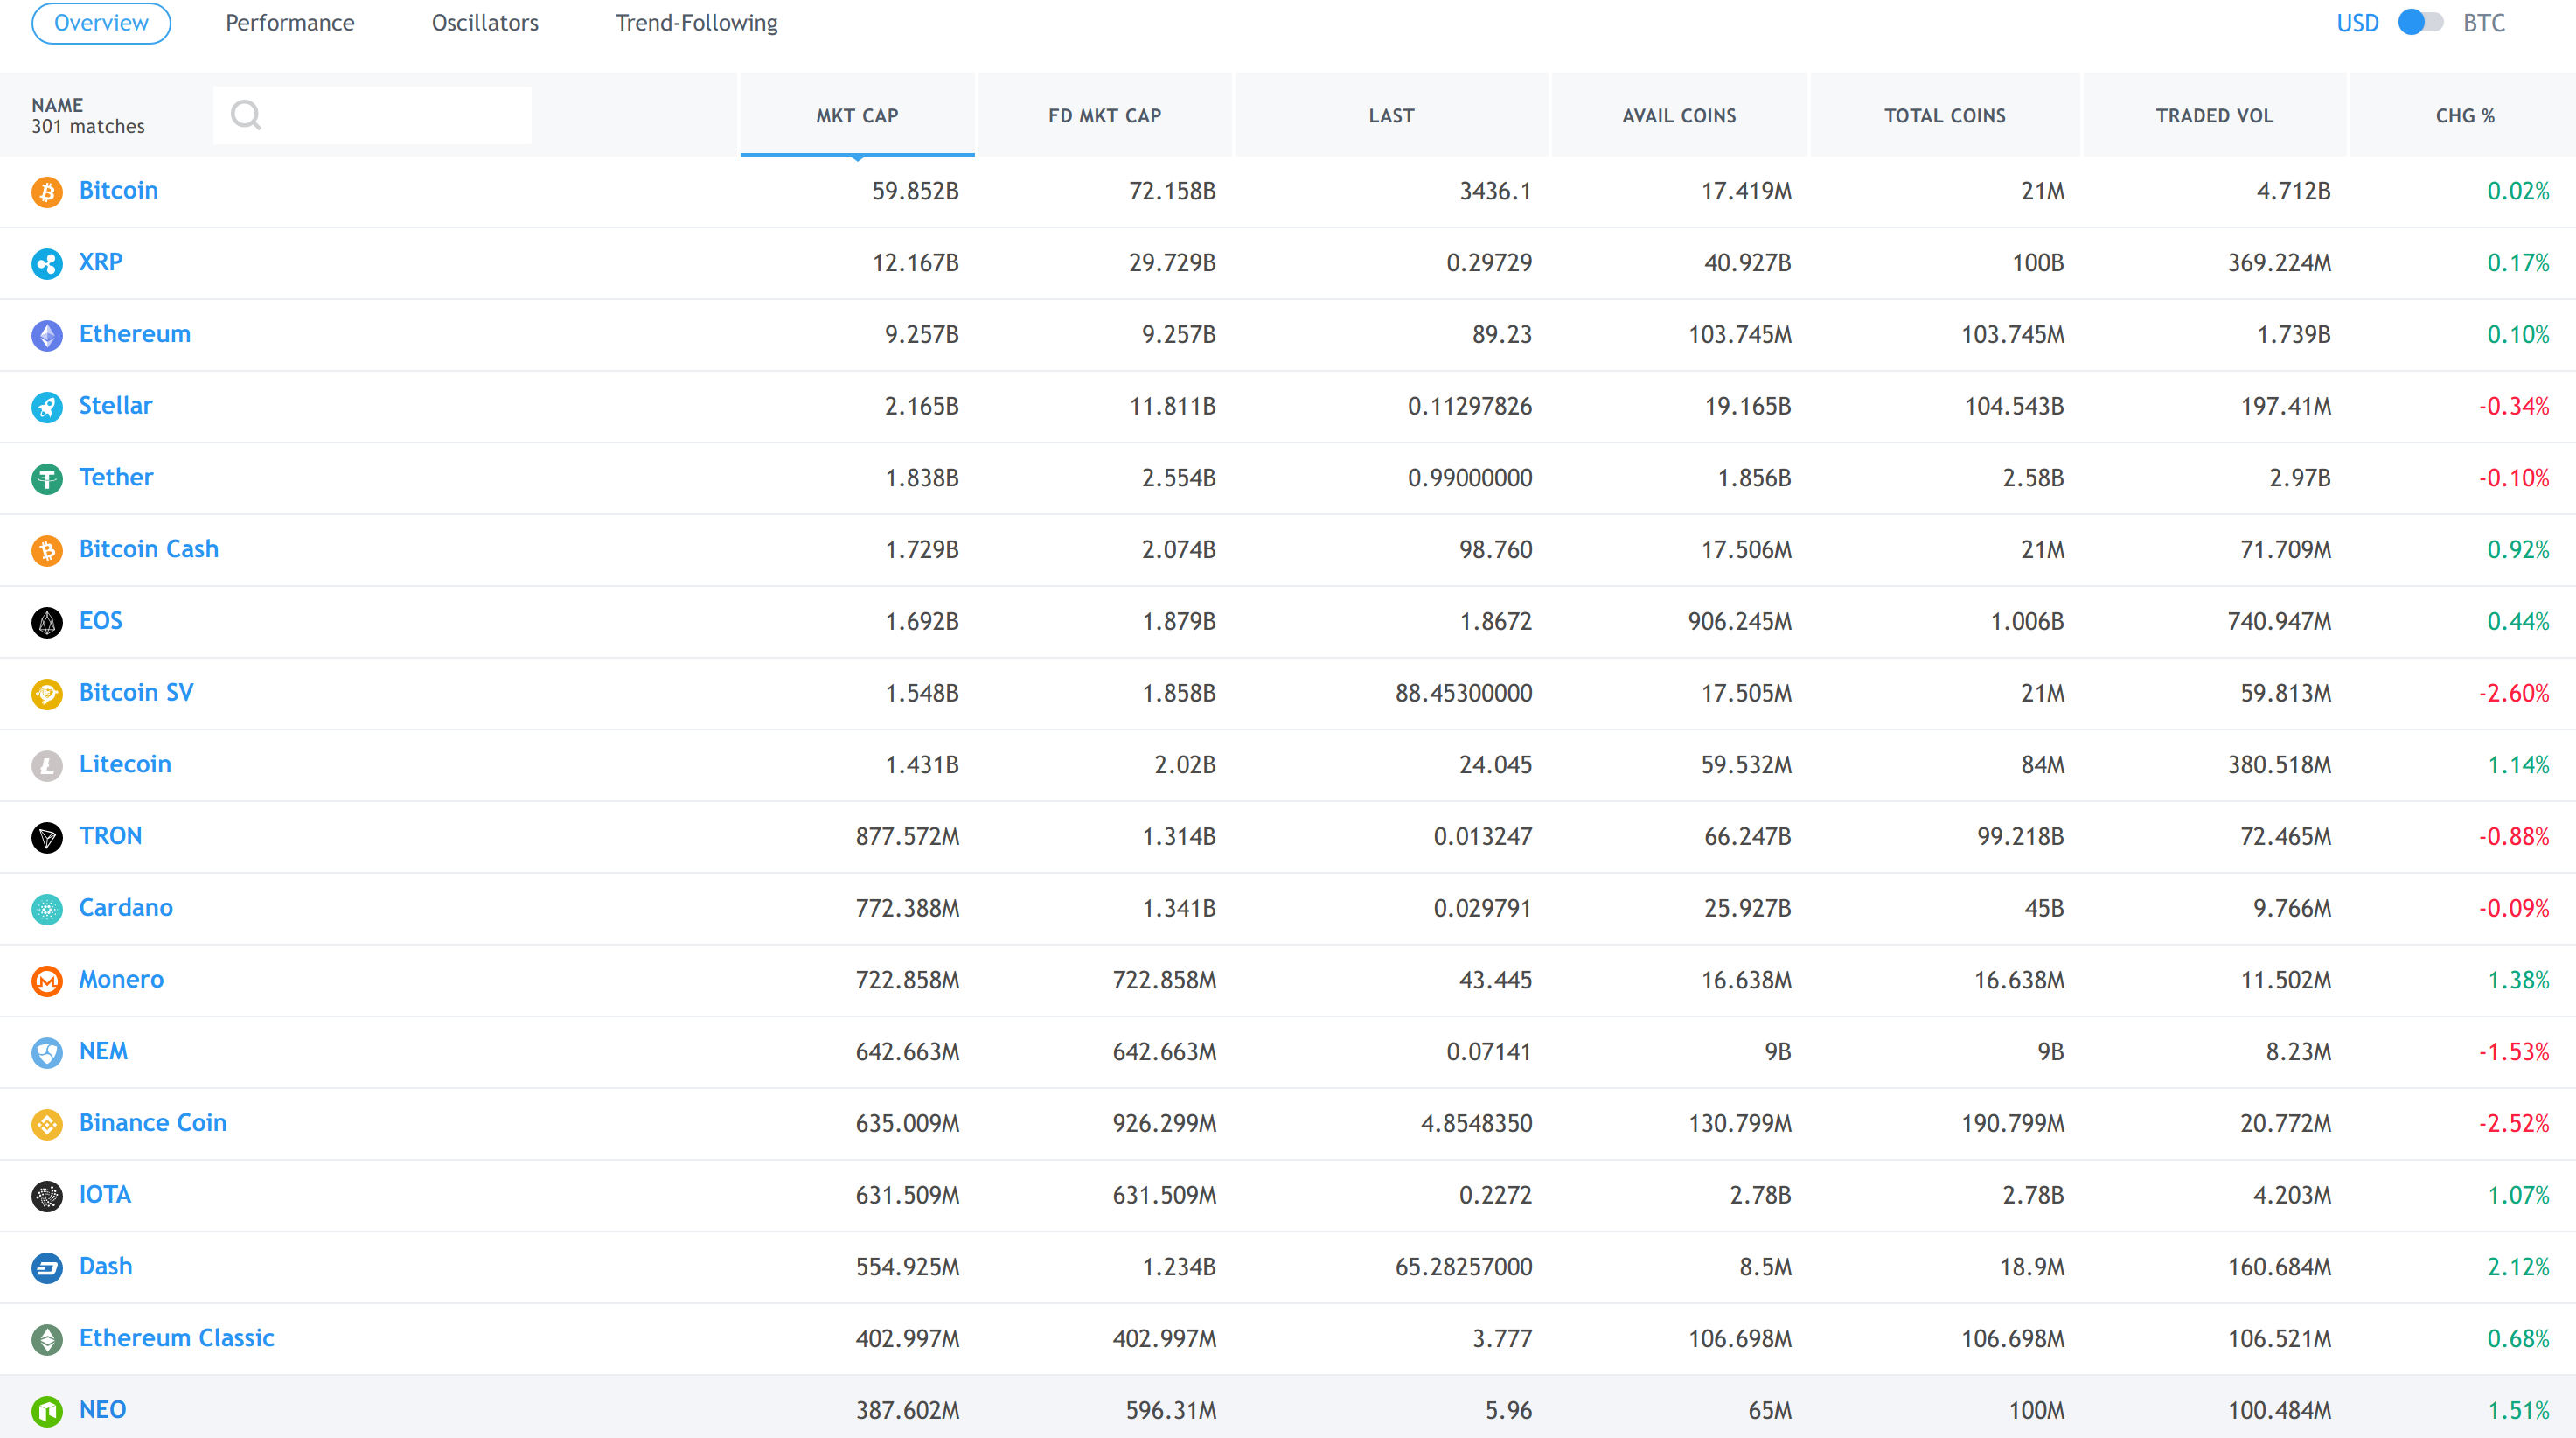 Overview Performance Oscillators Trend-Following USD BTC
NAME MKT CAP FD MKT CAP LAST AVAIL COINS TOTAL COINS TRADED VOL CHG %
301 matches
Bitcoin 59.852B 72.158B 3436.1 17.419M 21M 4.712B 0.02%
XRP 12.167B 29.729B 0.29729 40.927B 100B 369.224M 0.17%
Ethereum 9.257B 9.257B 89.23 103.745M 103.745M 1.739B 0.10%
Stellar 2.165B 11.811B 0.11297826 19.165B 104.543B 197.41M -0.34%
Tether 1.838B 2.554B 0.99000000 1.856B 2.58B 2.97B -0.10%
Bitcoin Cash 1.729B 2.074B 98.760 17.506M 21M 71.709M 0.92%
EOS 1.692B 1.879B 1.8672 906.245M 1.006B 740.947M 0.44%
Bitcoin SV 1.548B 1.858B 88.45300000 17.505M 21M 59.813M -2.60%
Litecoin 1.431B 2.02B 24.045 59.532M 84M 380.518M 1.14%
TRON 877.572M 1.314B 0.013247 66.247B 99.218B 72.465M -0.88%
Cardano 772.388M 1.341B 0.029791 25.927B 45B 9.766M -0.09%
Monero 722.858M 722.858M 43.445 16.638M 16.638M 11.502M 1.38%
NEM 642.663M 642.663M 0.07141 9B 9B 8.23M -1.53%
Binance Coin 635.009M 926.299M 4.8548350 130.799M 190.799M 20.772M -2.52%
IOTA 631.509M 631.509M 0.2272 2.78B 2.78B 4.203M 1.07%
Dash 554.925M 1.234B 65.28257000 8.5M 18.9M 160.684M 2.12%
Ethereum Classic 402.997M 402.997M 3.777 106.698M 106.698M 106.521M 0.68%
NEO 387.602M 596.31M 5.96 65M 100M 100.484M 1.51%